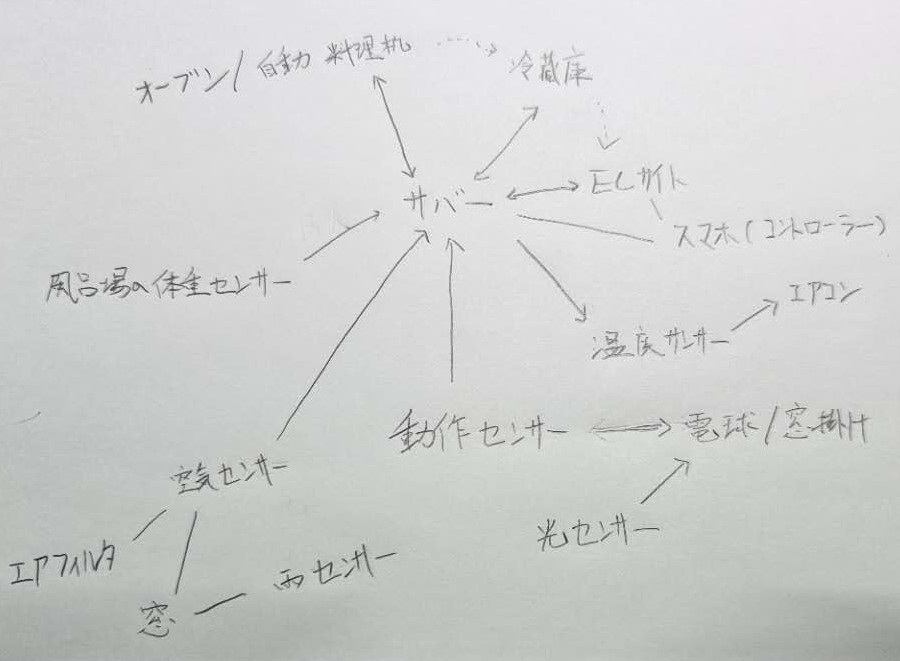 オーブン/自動料理机
冷蔵庫
ECサイト
サバー
スマホ(コントローラー)
風呂場の体重センサー
エアコン
温度サンサー
動作センサー
電球/窓掛け
空気センサー
光センサー
エアフィルタ
雨センサー
窓